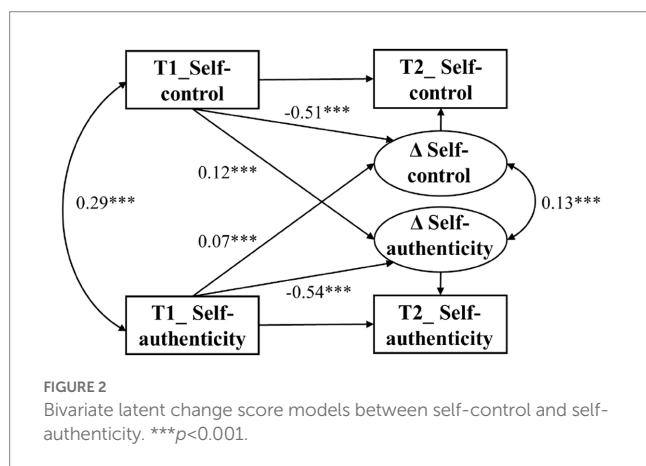 T1_Self-
control
T2_ Self-
control
-0.51***
Δ Self-
control
0.12***
0.29***
0.13***
0.07***
Δ Self-
authenticity
-0.54***
T1_ Self-
authenticity
T2_ Self-
authenticity
FIGURE 2
Bivariate latent change score models between self-control and self-
authenticity. ***p<0.001.